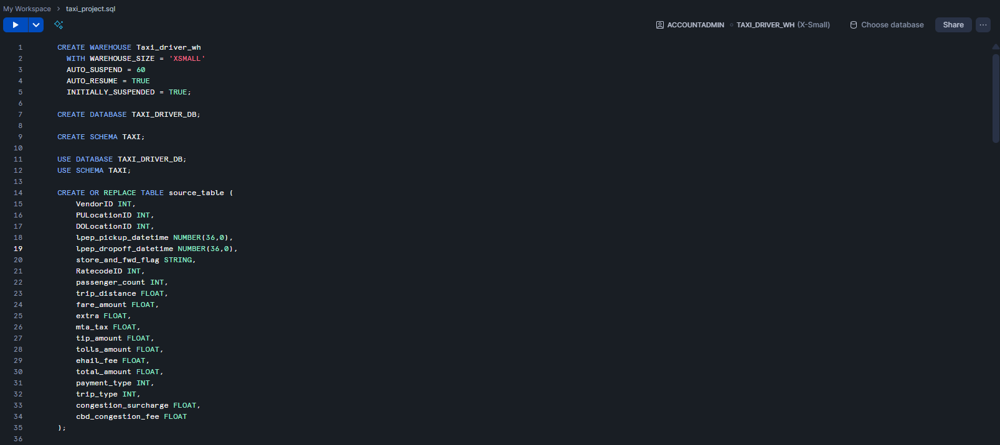 My Workspace > taxi_project.sql
ACCOUNTADMIN ○ TAXI_DRIVER_WH (X-Small) Choose database Share ...
1 CREATE WAREHOUSE Taxi_driver_wh
2 WITH WAREHOUSE_SIZE = 'XSMALL'
3 AUTO_SUSPEND = 60
4 AUTO_RESUME = TRUE
5 INITIALLY_SUSPENDED = TRUE;
6
7 CREATE DATABASE TAXI_DRIVER_DB;
8
9 CREATE SCHEMA TAXI;
10
11 USE DATABASE TAXI_DRIVER_DB;
12 USE SCHEMA TAXI;
13
14 CREATE OR REPLACE TABLE source_table (
15 VendorID INT,
16 PULocationID INT,
17 DOLocationID INT,
18 lpep_pickup_datetime NUMBER(36,0),
19 lpep_dropoff_datetime NUMBER(36,0),
20 store_and_fwd_flag STRING,
21 RatecodeID INT,
22 passenger_count INT,
23 trip_distance FLOAT,
24 fare_amount FLOAT,
25 extra FLOAT,
26 mta_tax FLOAT,
27 tip_amount FLOAT,
28 tolls_amount FLOAT,
29 ehail_fee FLOAT,
30 total_amount FLOAT,
31 payment_type INT,
32 trip_type INT,
33 congestion_surcharge FLOAT,
34 cbd_congestion_fee FLOAT
35 );
36